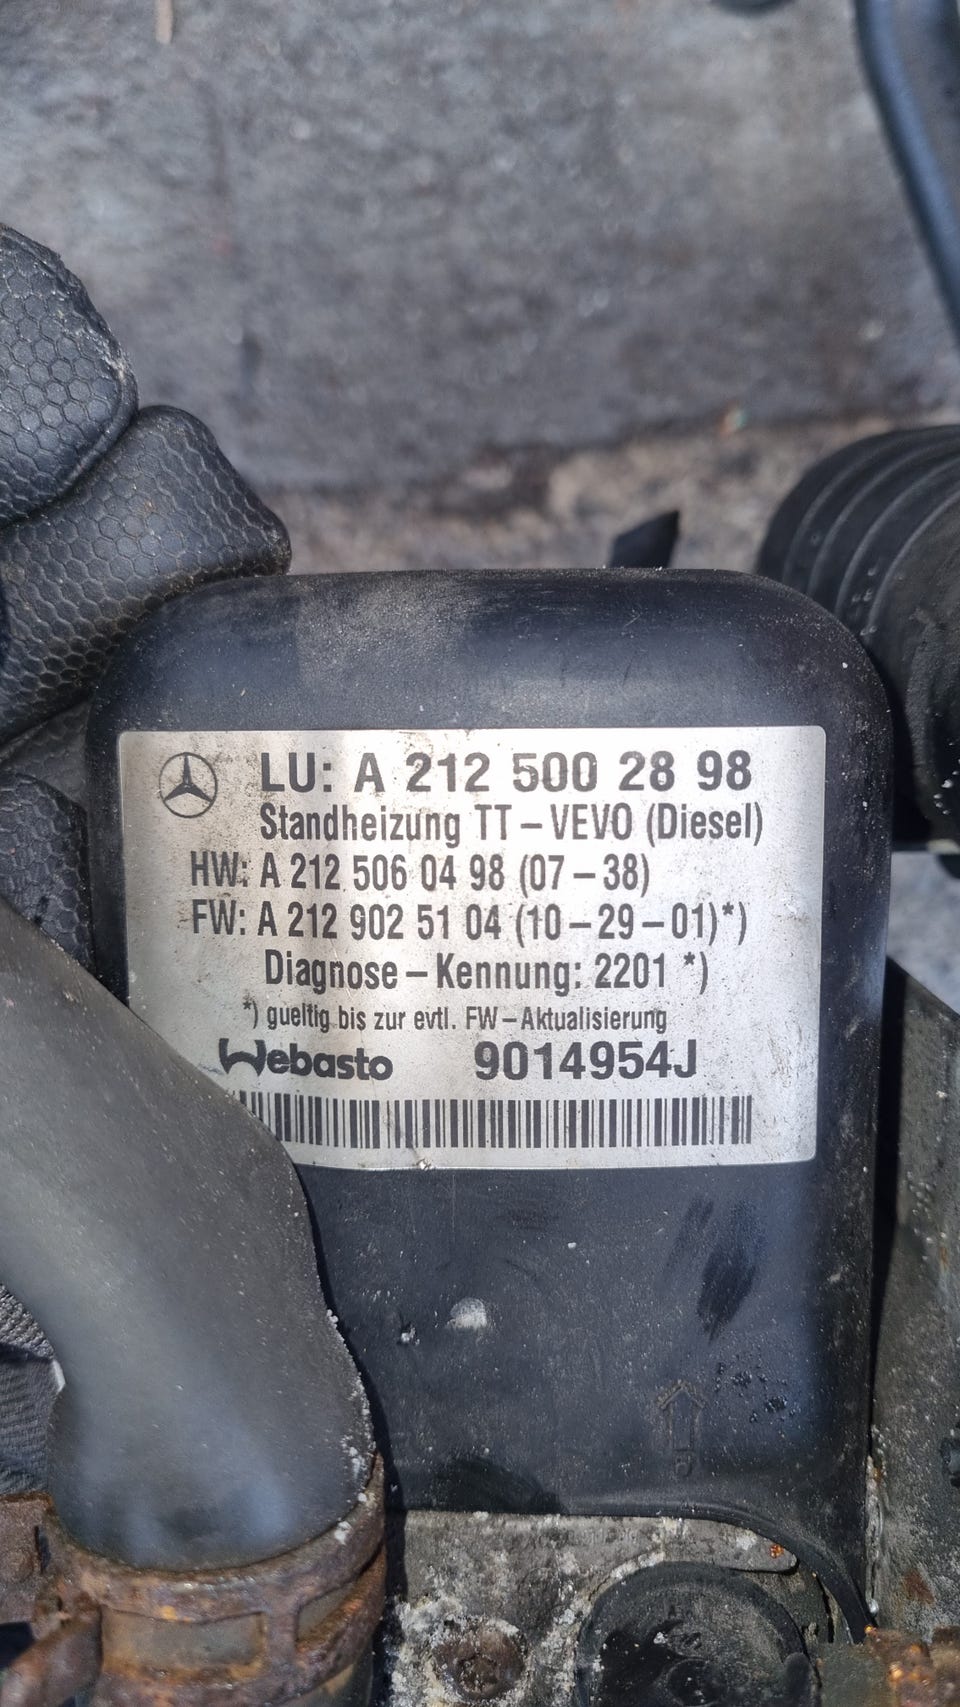 LU: A 212 500 28 98
Standheizung TT-VEVO (Diesel)
HW: A 212 506 04 98 (07-38)
FW: A 212 902 51 04 (10-29-01)*)
Diagnose-Kennung: 2201 *)
*) gueltig bis zur evtl. FW-Aktualisierung
Webasto 9014954J